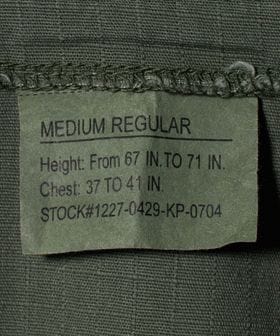 MEDIUM REGULAR
Height: From 67 IN. TO 71 IN.
Chest: 37 TO 41 IN.
STOCK#1227-0429-KP-0704